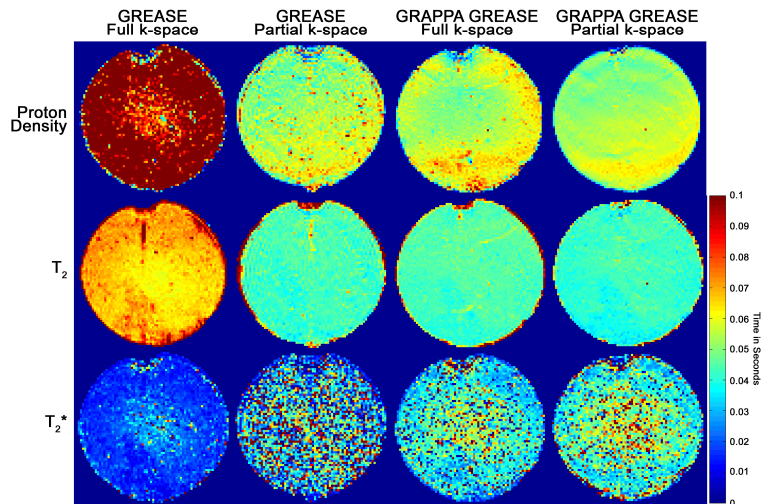 GREASE
Full k-space
GREASE
Partial k-space
GRAPPA GREASE
Full k-space
GRAPPA GREASE
Partial k-space
Proton
Density
T2
T2*
0.1
0.09
0.08
0.07
0.06
0.05
0.04
0.03
0.02
0.01
0
Time in Seconds